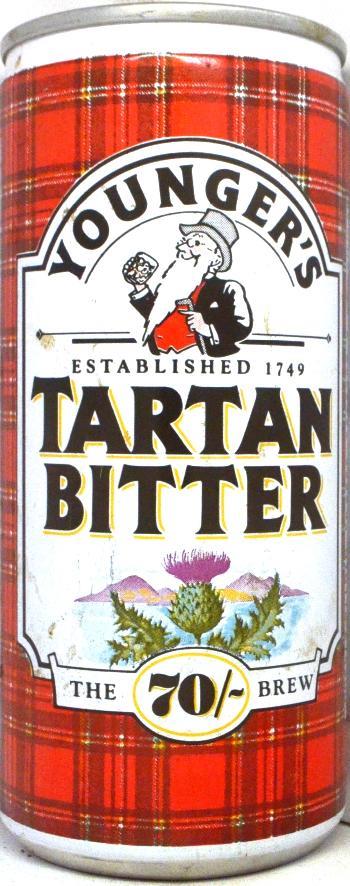 YOUNGER'S
ESTABLISHED 1749
TARTAN
BITTER
THE 70/- BREW